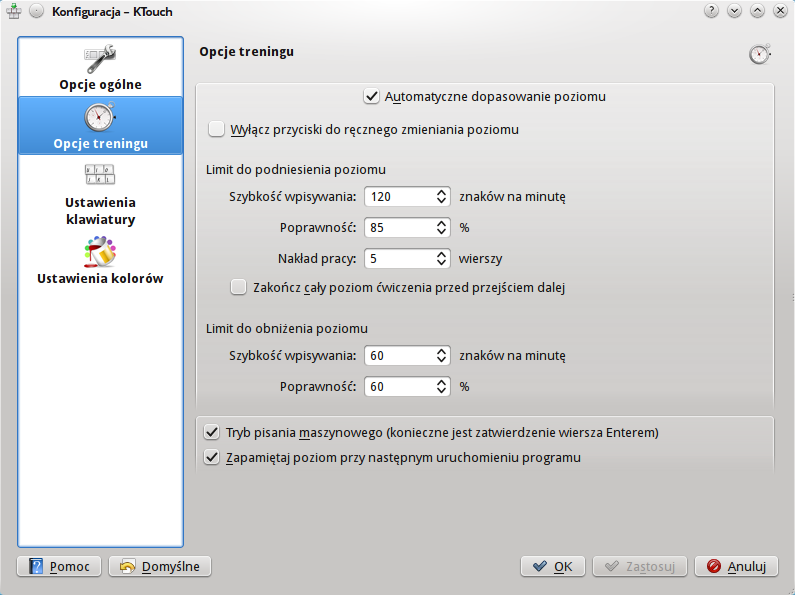 Konfiguracja – KTouch
Opcje ogólne
Opcje treningu
Ustawienia
klawiatury
Ustawienia kolorów
Opcje treningu
Automatyczne dopasowanie poziomu
Wyłącz przyciski do ręcznego zmieniania poziomu
Limit do podniesienia poziomu
Szybkość wpisywania: 120 znaków na minutę
Poprawność: 85 %
Nakład pracy: 5 wierszy
Zakończ cały poziom ćwiczenia przed przejściem dalej
Limit do obniżenia poziomu
Szybkość wpisywania: 60 znaków na minutę
Poprawność: 60 %
Tryb pisania maszynowego (konieczne jest zatwierdzenie wiersza Enterem)
Zapamiętaj poziom przy następnym uruchomieniu programu
Pomoc Domyślne OK Zastosuj Anuluj